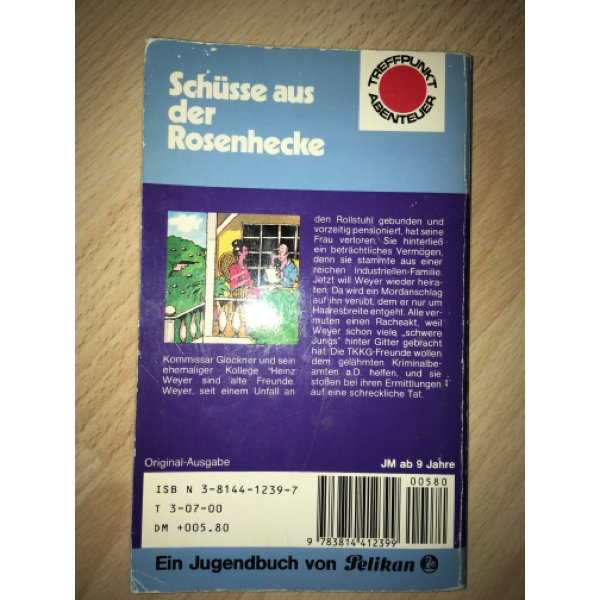 Schüsse aus
der
Rosenhecke
TREFFPUNKT
ABENTEUER
Kommissar Glockner und sein
ehemaliger Kollege Heinz
Weyer sind alte Freunde.
Weyer, seit einem Unfall an
den Rollstuhl gebunden und
vorzeitig pensioniert, hat seine
Frau verloren. Sie hinterließ
ein beträchtliches Vermögen,
denn sie stammte aus einer
reichen Industriellen-Familie.
Jetzt will Weyer wieder heira-
ten. Da wird ein Mordanschlag
auf ihn verübt, dem er nur um
Haaresbreite entgeht. Alle ver-
muten einen Racheakt, weil
Weyer schon viele „schwere
Jungs" hinter Gitter gebracht
hat. Die TKKG-Freunde wollen
dem gelähmten Kriminalbe-
amten a.D. helfen, und sie
stoßen bei ihren Ermittlungen
auf eine schreckliche Tat.
Original-Ausgabe
JM ab 9 Jahre
ISB N 3-8144-1239-7
T 3-07-00
DM +005.80
00580
9 783814 412399
Ein Jugendbuch von Pelikan